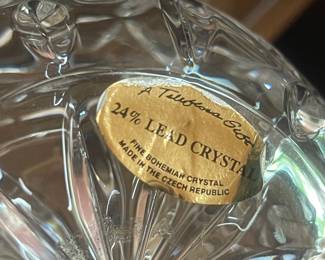 A Teleflora Gift
24% LEAD CRYSTAL
FINE BOHEMIAN CRYSTAL
MADE IN THE CZECH REPUBLIC